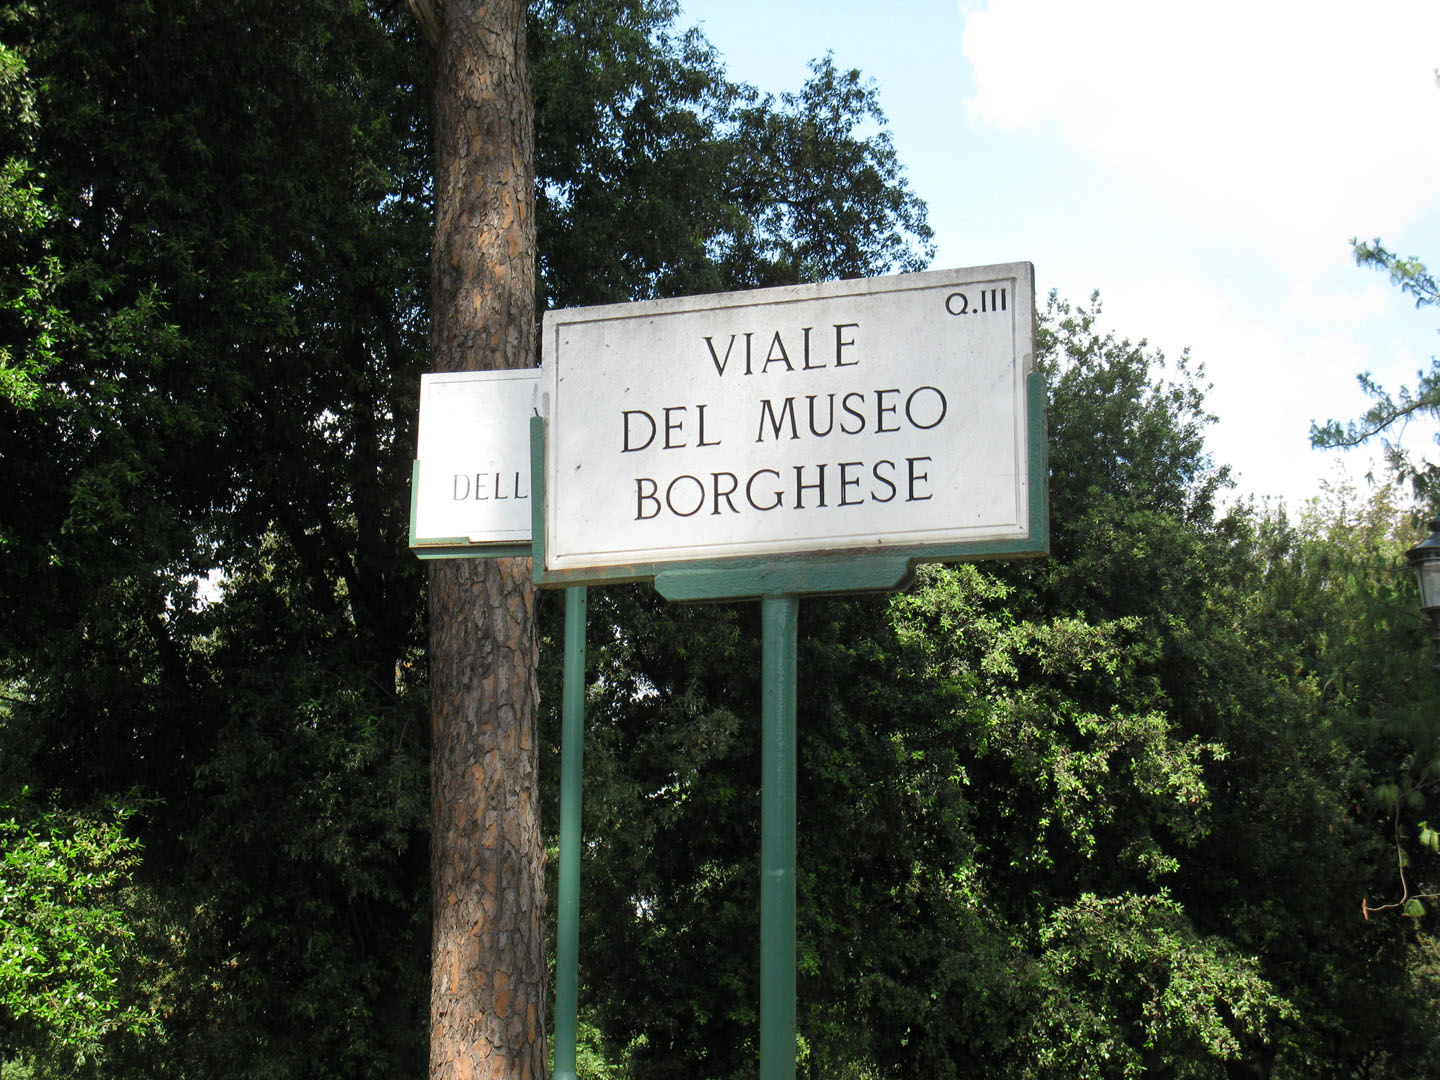 Q.III
VIALE
DEL MUSEO
BORGHESE
DELL